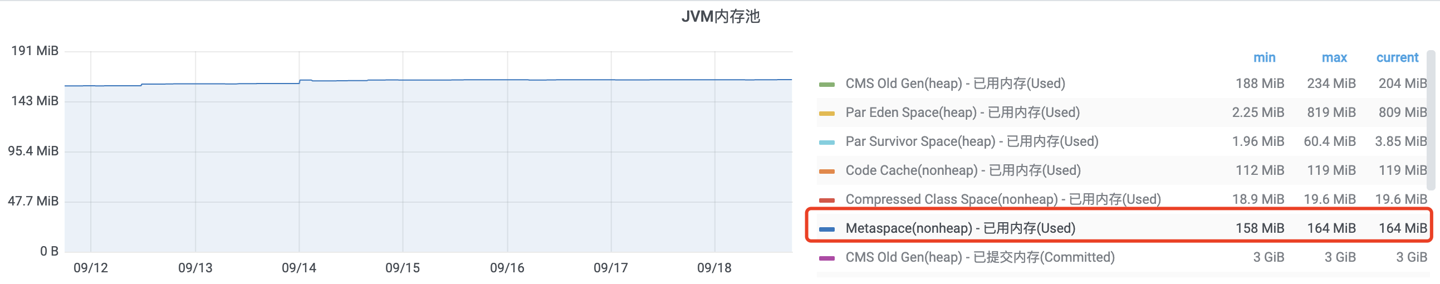 JVM内存池
191 MiB
143 MiB
95.4 MiB
47.7 MiB
0 B
09/12 09/13 09/14 09/15 09/16 09/17 09/18
min max current
CMS Old Gen(heap) - 已用内存(Used) 188 MiB 234 MiB 204 MiB
Par Eden Space(heap) - 已用内存(Used) 2.25 MiB 819 MiB 809 MiB
Par Survivor Space(heap) - 已用内存(Used) 1.96 MiB 60.4 MiB 3.85 MiB
Code Cache(nonheap) - 已用内存(Used) 112 MiB 119 MiB 119 MiB
Compressed Class Space(nonheap) - 已用内存(Used) 18.9 MiB 19.6 MiB 19.6 MiB
Metaspace(nonheap) - 已用内存(Used) 158 MiB 164 MiB 164 MiB
CMS Old Gen(heap) - 已提交内存(Committed) 3 GiB 3 GiB 3 GiB